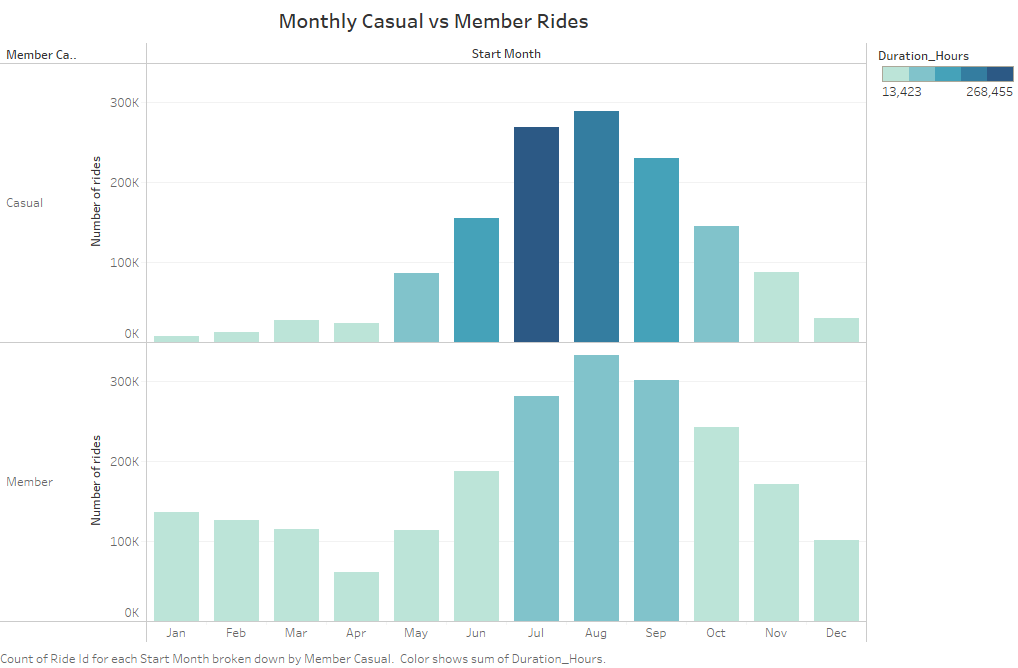 Monthly Casual vs Member Rides
Member Ca..
Start Month
Duration_Hours
13,423 268,455
Casual
Number of rides
300K
200K
100K
0K
Member
Number of rides
300K
200K
100K
0K
Jan Feb Mar Apr May Jun Jul Aug Sep Oct Nov Dec
Count of Ride Id for each Start Month broken down by Member Casual. Color shows sum of Duration_Hours.